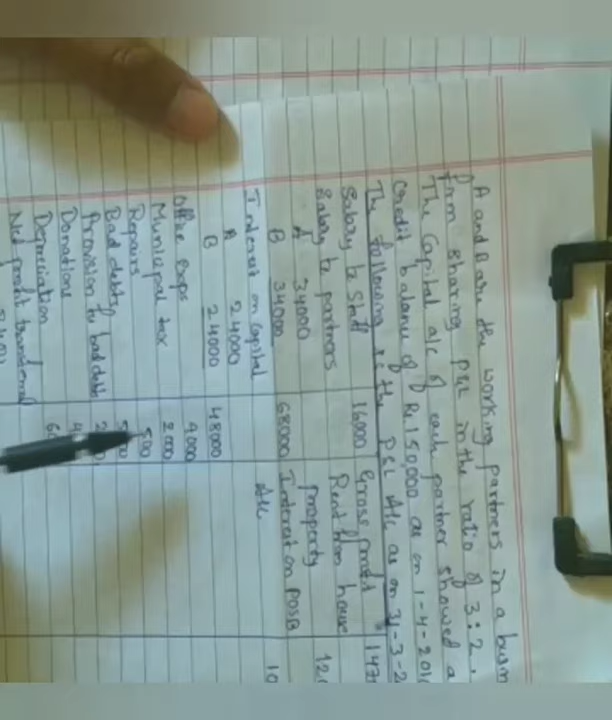 A and B are the working partners in a busin
firm sharing P&L in the ratio of 3:2.
The Capital a/c of each partner showed a
Credit balance of Rs 150,000 as on 1-4-201
The following is the P&L A/c as on 31-3-2
Salary to Staff 16000 Gross profit 147
Salary to partners Rent from house
A 34000 property 12
B 34000 68000 Interest on POSB
Interest on Capital A/c 10
A 24000
B 24000 48000
Office exps 4000
Municipal tax 2000
Repairs 500
Bad debts
Provision for bad debts
Donations
Depreciation 6
Net profit transferred